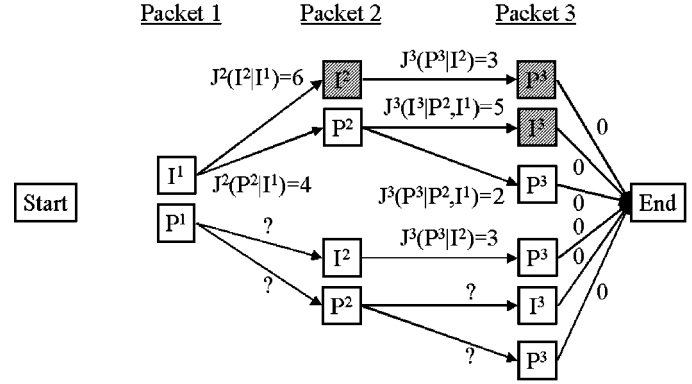 Packet 1 Packet 2 Packet 3
J²(I²|I¹)=6 I² J³(P³|I²)=3 P³
P² J³(I³|P²,I¹)=5 I³ 0
I¹ J²(P²|I¹)=4 J³(P³|P²,I¹)=2 P³ 0
Start 0 End
P¹ ? I² J³(P³|I²)=3 P³ 0
0
? P² ? I³ 0
? P³